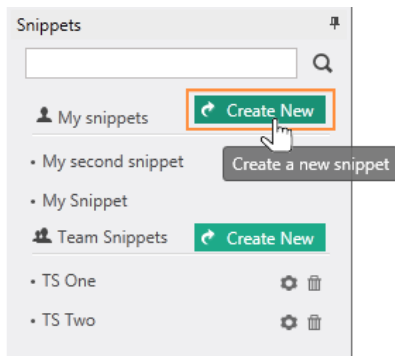 Snippets
My snippets
Create New
Create a new snippet
• My second snippet
• My Snippet
Team Snippets
Create New
• TS One
• TS Two